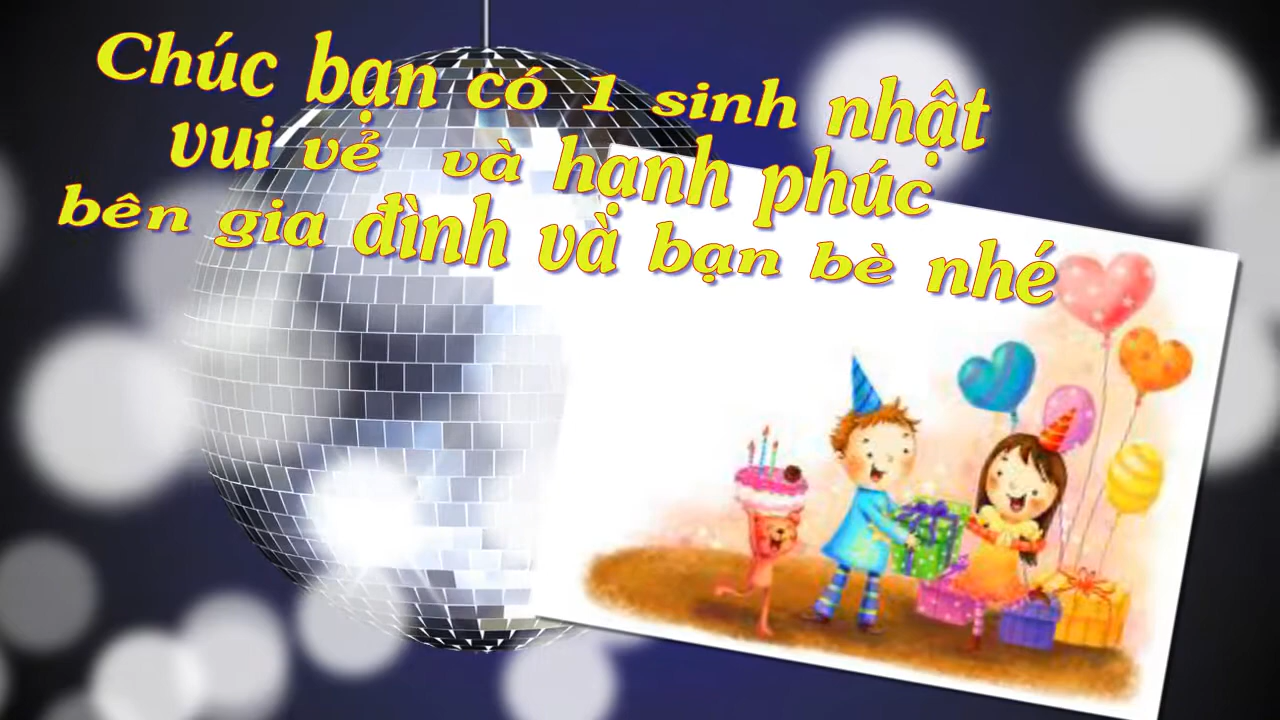 Chúc bạn có 1 sinh nhật
vui vẻ và hạnh phúc
bên gia đình và bạn bè nhé